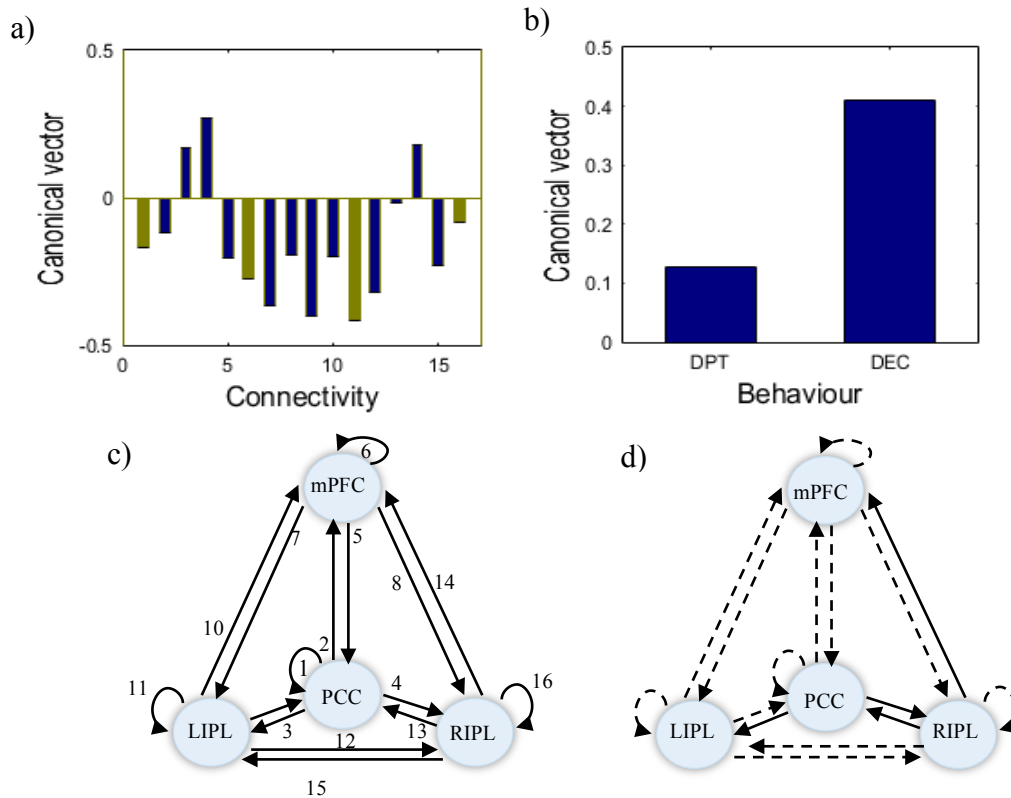 a)
0.5
0
-0.5
0 5 10 15
Canonical vector
Connectivity
b)
0.5
0.4
0.3
0.2
0.1
0
DPT DEC
Canonical vector
Behaviour
c)
6
mPFC
7 5
8 14
10
2
1
11 PCC 4 16
LIPL 3 12 13 RIPL
15
d)
mPFC
PCC
LIPL RIPL